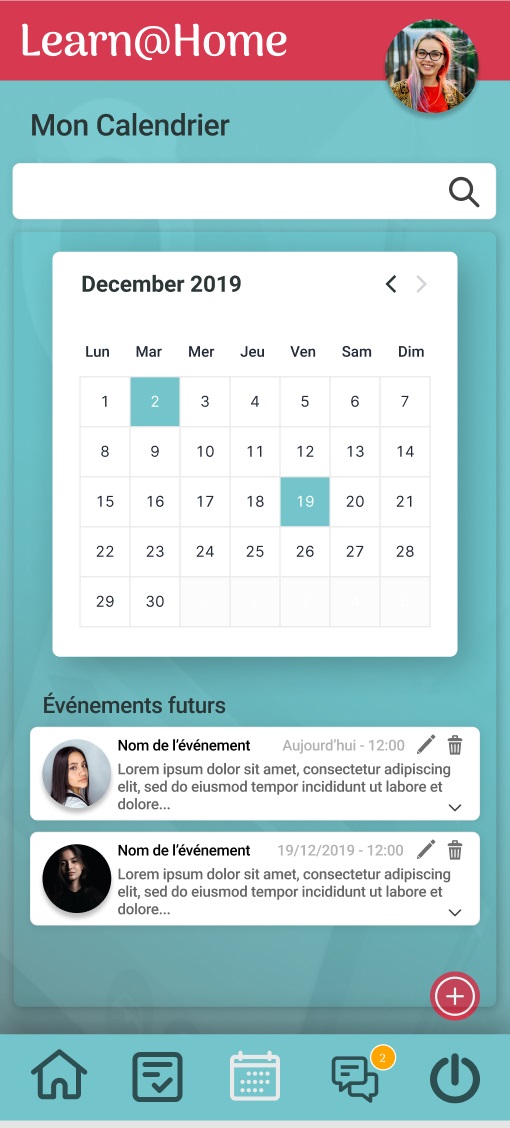 Learn@Home
Mon Calendrier
December 2019
Lun Mar Mer Jeu Ven Sam Dim
1 2 3 4 5 6 7
8 9 10 11 12 13 14
15 16 17 18 19 20 21
22 23 24 25 26 27 28
29 30
Événements futurs
Nom de l’événement Aujourd’hui - 12:00
Lorem ipsum dolor sit amet, consectetur adipiscing
elit, sed do eiusmod tempor incididunt ut labore et
dolore...
Nom de l’événement 19/12/2019 - 12:00
Lorem ipsum dolor sit amet, consectetur adipiscing
elit, sed do eiusmod tempor incididunt ut labore et
dolore...
2